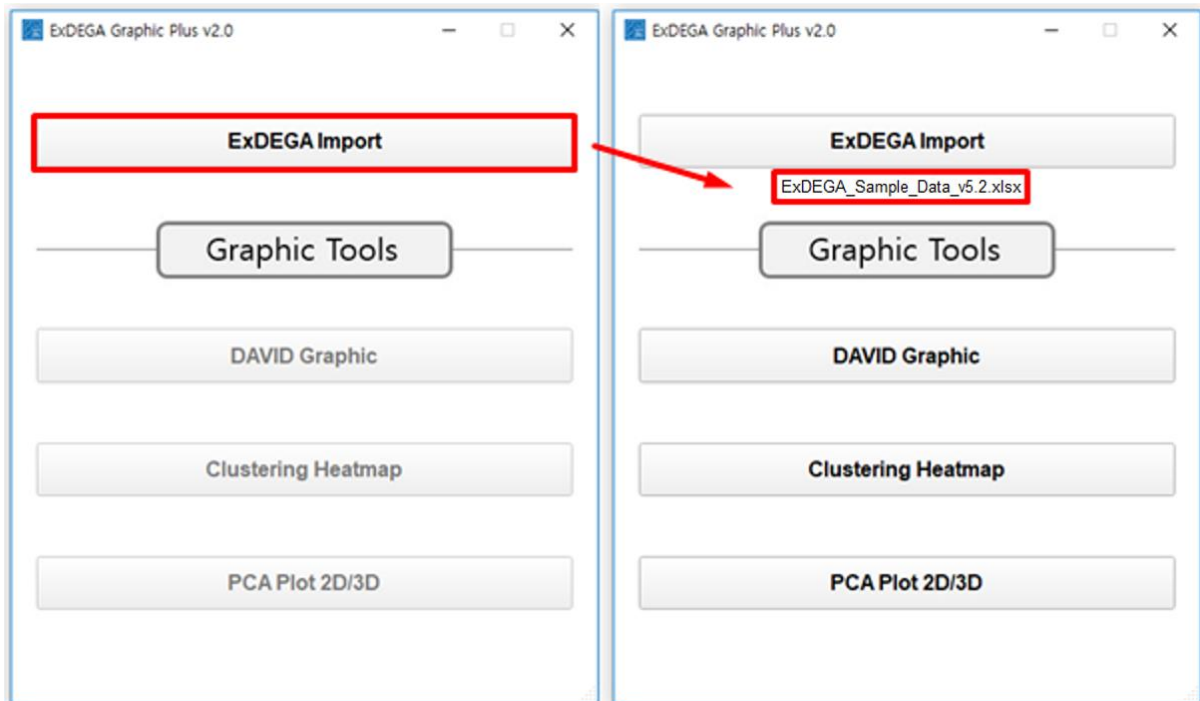 ExDEGA Graphic Plus v2.0
ExDEGA Import
Graphic Tools
DAVID Graphic
Clustering Heatmap
PCA Plot 2D/3D
ExDEGA Graphic Plus v2.0
ExDEGA Import
ExDEGA_Sample_Data_v5.2.xlsx
Graphic Tools
DAVID Graphic
Clustering Heatmap
PCA Plot 2D/3D